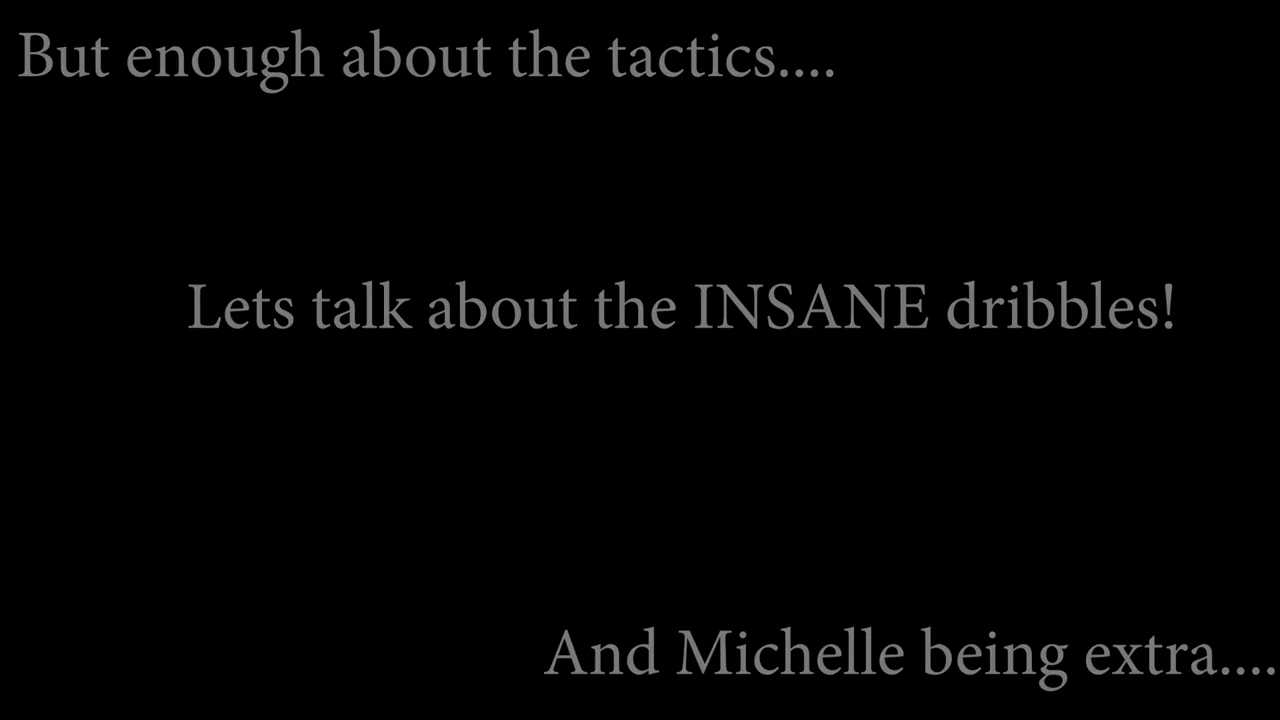 But enough about the tactics....
Lets talk about the INSANE dribbles!
And Michelle being extra....